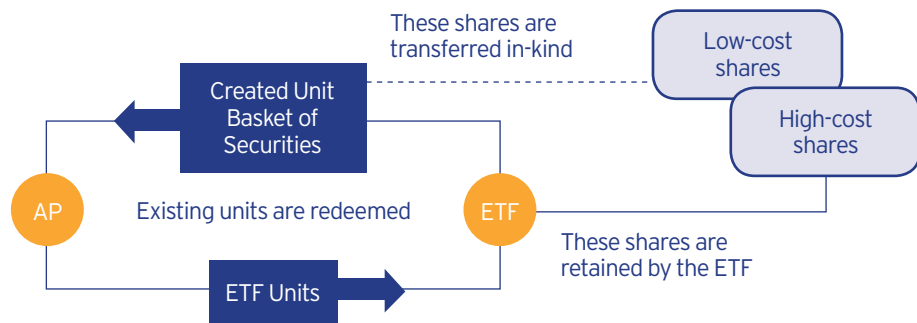 These shares are
transferred in-kind
Low-cost
shares
Created Unit
Basket of
Securities
High-cost
shares
AP
Existing units are redeemed
ETF
These shares are
retained by the ETF
ETF Units